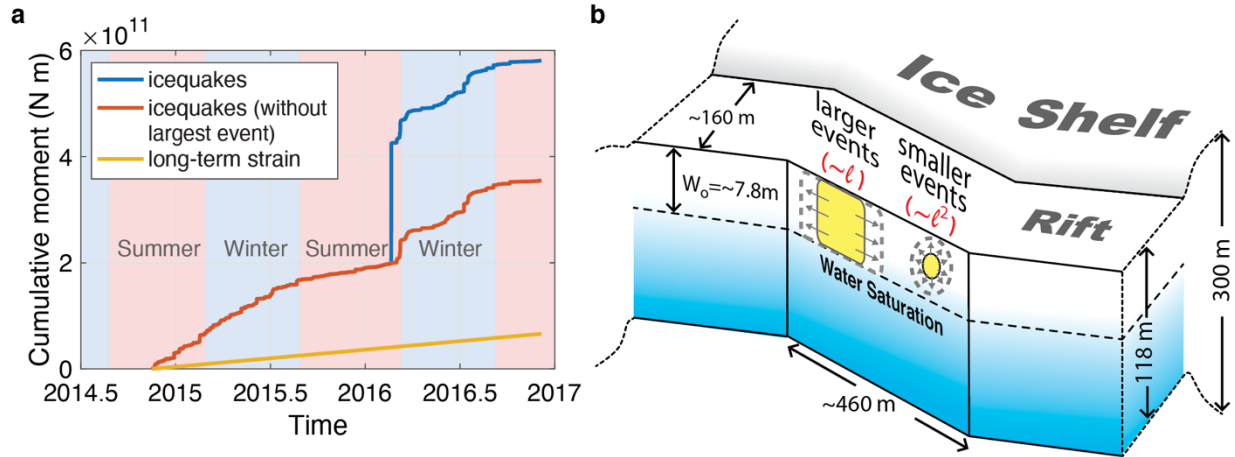 a
×10¹¹
Cumulative moment (N m)
6
4
2
0
icequakes
icequakes (without
largest event)
long-term strain
Summer
Winter
Summer
Winter
2014.5
2015
2015.5
2016
2016.5
2017
Time
b
Ice Shelf
~160 m
larger
events
(~ℓ)
smaller
events
(~ℓ²)
Wₒ=~7.8m
Rift
Water Saturation
300 m
118 m
~460 m